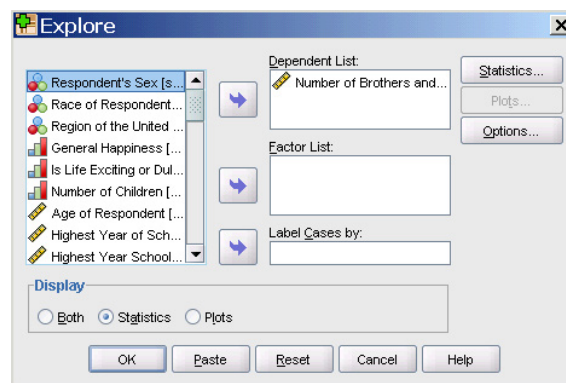 Explore
Respondent's Sex [s...
Race of Respondent...
Region of the United ...
General Happiness [...
Is Life Exciting or Dul...
Number of Children [...
Age of Respondent [...
Highest Year of Sch...
Highest Year School...
Dependent List:
Number of Brothers and...
Factor List:
Label Cases by:
Statistics...
Plots...
Options...
Display
Both Statistics Plots
OK Paste Reset Cancel Help